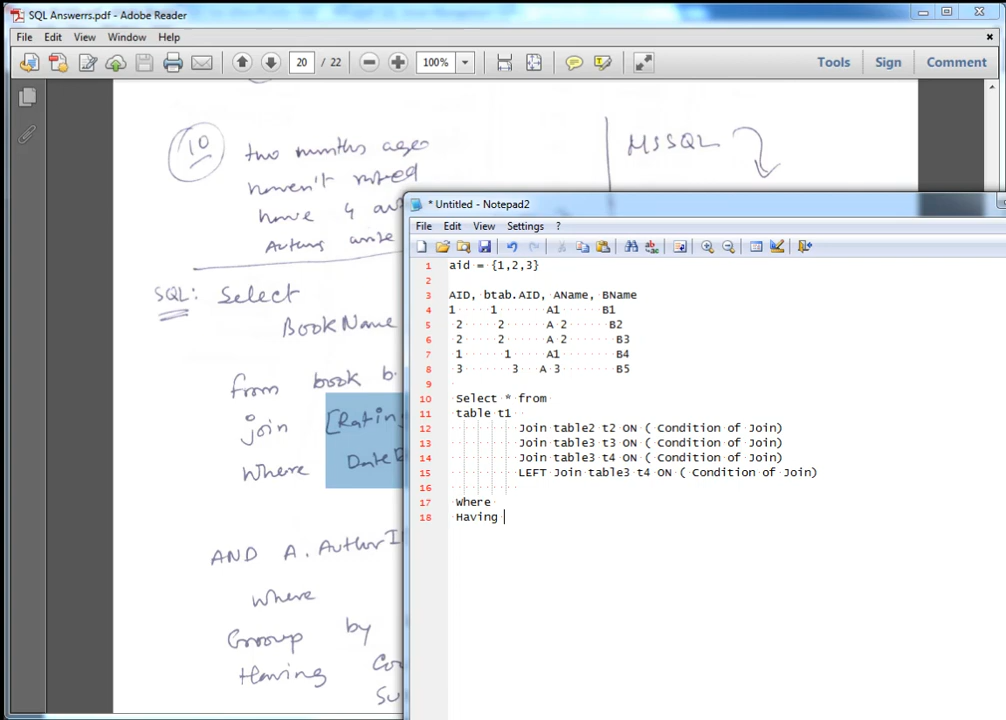 SQL Answerrs.pdf - Adobe Reader
File Edit View Window Help
20 / 22 100% Tools Sign Comment
10 two months ago
haven't rated
have 4
SQL: Select
BookName
from book b
join [Ratin
where DateD
AND A. AuthorI
where
Group by
Having Co
Su
MSSQL
* Untitled - Notepad2
File Edit View Settings ?
1 aid = {1,2,3}
2
3 AID, btab.AID, AName, BName
4 1 1 A1 B1
5 2 2 A 2 B2
6 2 2 A 2 B3
7 1 1 A1 B4
8 3 3 A 3 B5
9
10 Select * from
11 table t1
12 Join table2 t2 ON ( Condition of Join)
13 Join table3 t3 ON ( Condition of Join)
14 Join table3 t4 ON ( Condition of Join)
15 LEFT Join table3 t4 ON ( Condition of Join)
16
17 Where
18 Having